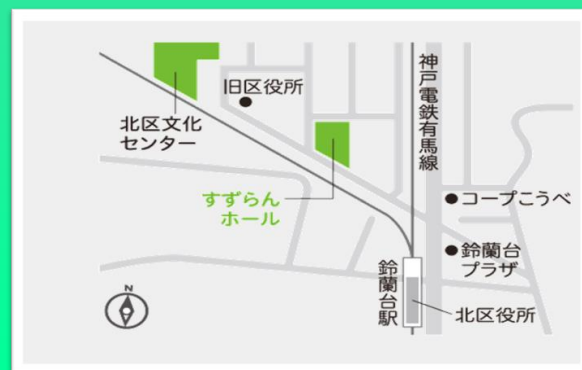 北区文化
センター
旧区役所
すずらん
ホール
神戸電鉄有馬線
コープこうべ
鈴蘭台
プラザ
鈴蘭台駅
北区役所
N